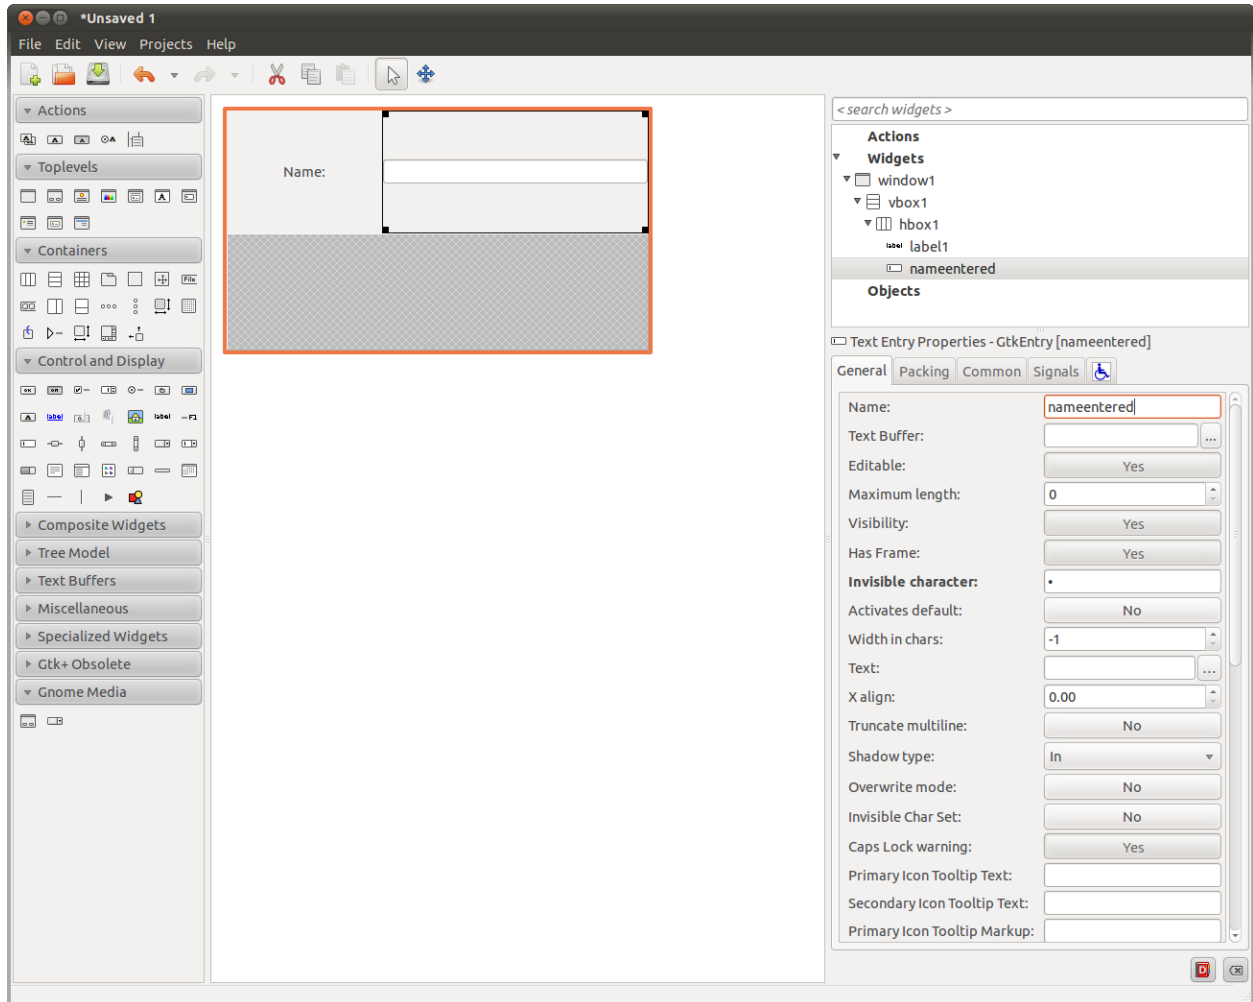 *Unsaved 1
File Edit View Projects Help
Actions
Toplevels
Containers
File
Control and Display
label
label
Composite Widgets
Tree Model
Text Buffers
Miscellaneous
Specialized Widgets
Gtk+ Obsolete
Gnome Media
Name:
< search widgets >
Actions
Widgets
window1
vbox1
hbox1
label label1
nameentered
Objects
Text Entry Properties - GtkEntry [nameentered]
General Packing Common Signals
Name: nameentered
Text Buffer: ...
Editable: Yes
Maximum length: 0
Visibility: Yes
Has Frame: Yes
Invisible character: •
Activates default: No
Width in chars: -1
Text: ...
X align: 0.00
Truncate multiline: No
Shadow type: In
Overwrite mode: No
Invisible Char Set: No
Caps Lock warning: Yes
Primary Icon Tooltip Text:
Secondary Icon Tooltip Text:
Primary Icon Tooltip Markup: